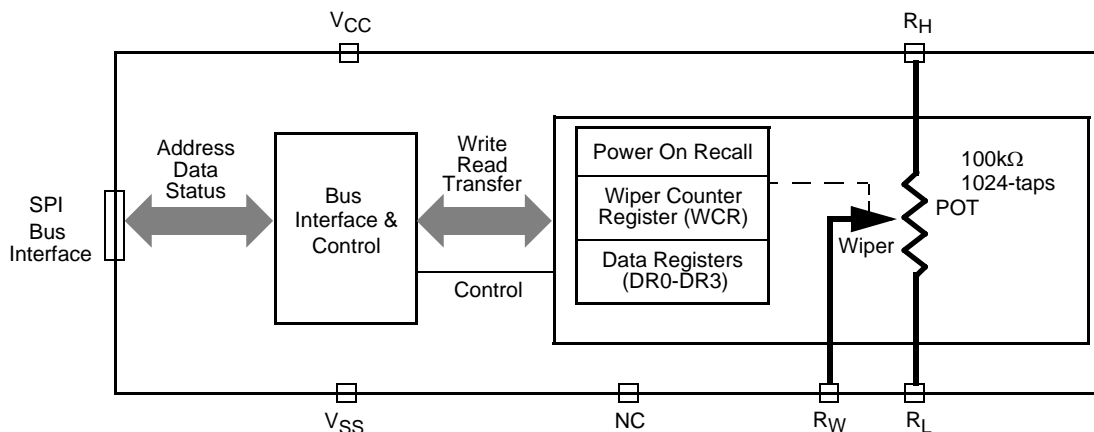 VCC
RH
Address
Data
Status
Write
Read
Transfer
Power On Recall
100kΩ
1024-taps
POT
SPI
Bus
Interface
Bus
Interface &
Control
Wiper Counter
Register (WCR)
Wiper
Data Registers
(DR0-DR3)
Control
VSS
NC
RW
RL